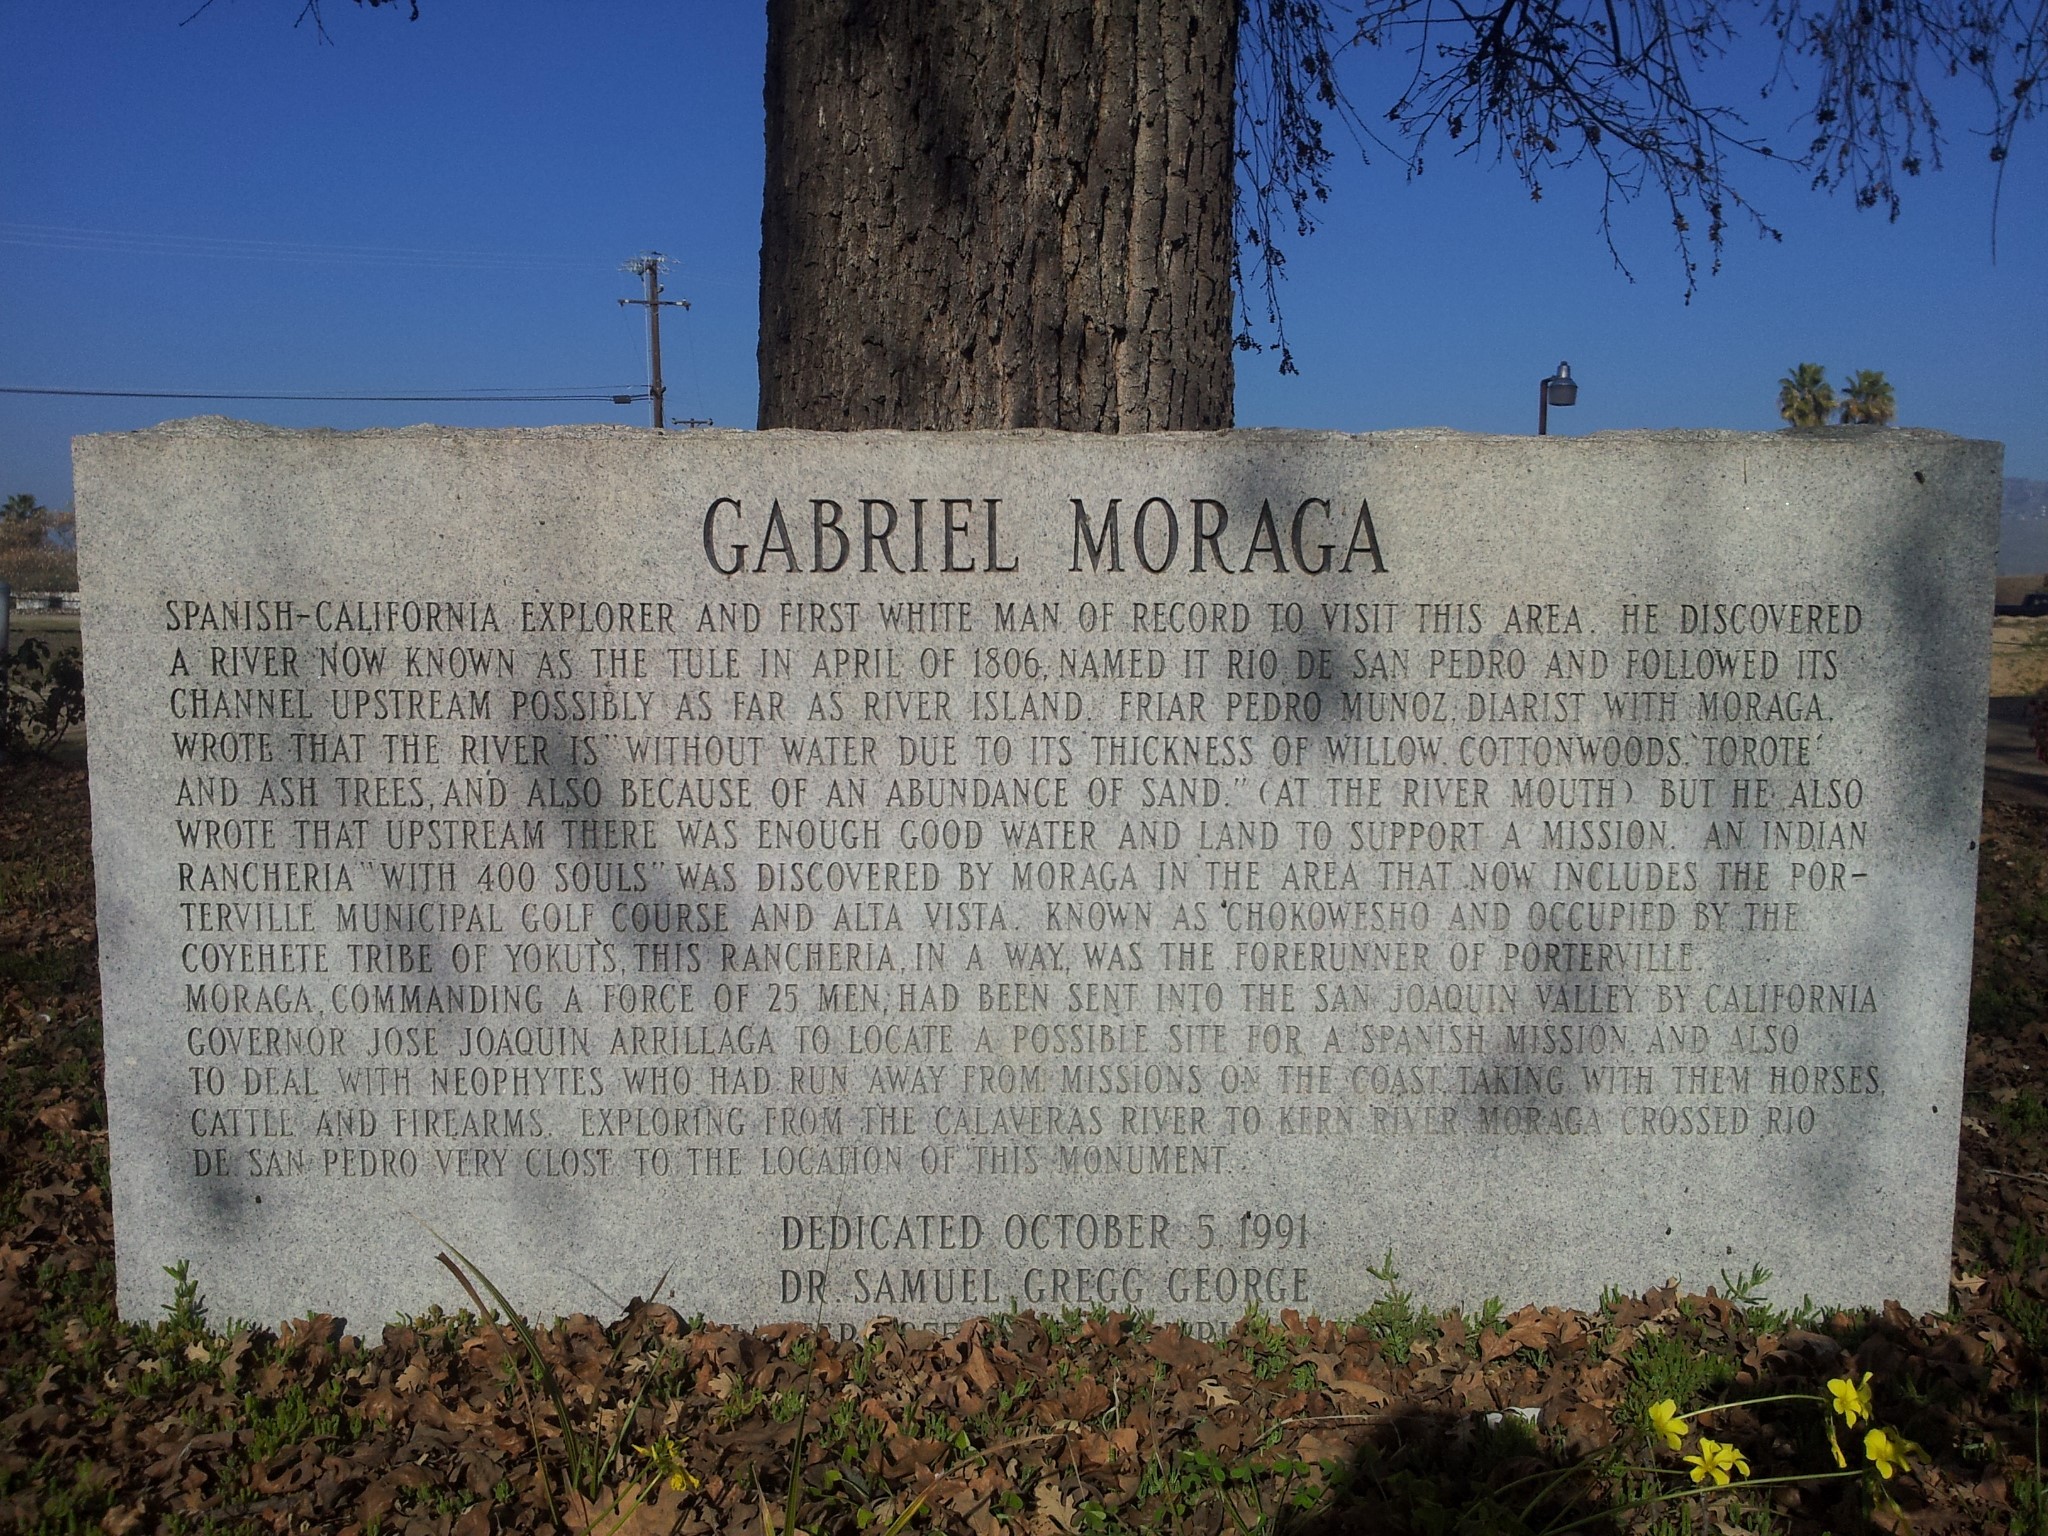 GABRIEL MORAGA
SPANISH-CALIFORNIA EXPLORER AND FIRST WHITE MAN OF RECORD TO VISIT THIS AREA. HE DISCOVERED
A RIVER NOW KNOWN AS THE TULE IN APRIL OF 1806, NAMED IT RIO DE SAN PEDRO AND FOLLOWED ITS
CHANNEL UPSTREAM POSSIBLY AS FAR AS RIVER ISLAND. FRIAR PEDRO MUNOZ, DIARIST WITH MORAGA,
WROTE THAT THE RIVER IS "WITHOUT WATER DUE TO ITS THICKNESS OF WILLOW, COTTONWOODS, 'TOROTE'
AND ASH TREES, AND ALSO BECAUSE OF AN ABUNDANCE OF SAND." (AT THE RIVER MOUTH) BUT HE ALSO
WROTE THAT UPSTREAM THERE WAS ENOUGH GOOD WATER AND LAND TO SUPPORT A MISSION. AN INDIAN
RANCHERIA "WITH 400 SOULS" WAS DISCOVERED BY MORAGA IN THE AREA THAT NOW INCLUDES THE POR-
TERVILLE MUNICIPAL GOLF COURSE AND ALTA VISTA. KNOWN AS CHOKOWESHO AND OCCUPIED BY THE
COYEHETE TRIBE OF YOKUTS, THIS RANCHERIA, IN A WAY, WAS THE FORERUNNER OF PORTERVILLE.
MORAGA, COMMANDING A FORCE OF 25 MEN, HAD BEEN SENT INTO THE SAN JOAQUIN VALLEY BY CALIFORNIA
GOVERNOR JOSE JOAQUIN ARRILLAGA TO LOCATE A POSSIBLE SITE FOR A SPANISH MISSION, AND ALSO
TO DEAL WITH NEOPHYTES WHO HAD RUN AWAY FROM MISSIONS ON THE COAST, TAKING WITH THEM HORSES,
CATTLE AND FIREARMS. EXPLORING FROM THE CALAVERAS RIVER TO KERN RIVER, MORAGA CROSSED RIO
DE SAN PEDRO VERY CLOSE TO THE LOCATION OF THIS MONUMENT.
DEDICATED OCTOBER 5, 1991
DR. SAMUEL GREGG GEORGE